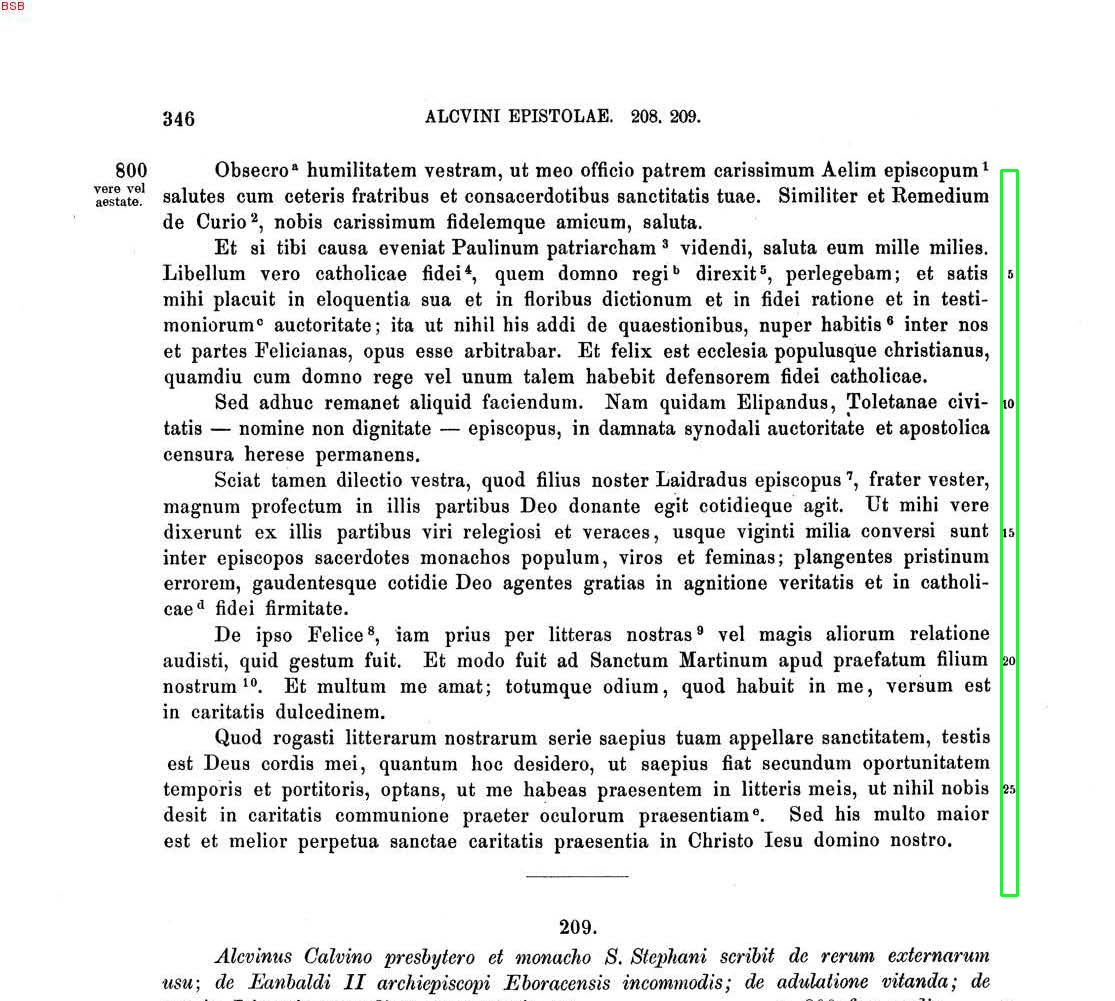 BSB
346 ALCVINI EPISTOLAE. 208. 209.
800 Obsecro a humilitatem vestram, ut meo officio patrem carissimum Aelim episcopum 1
vere vel salutes cum ceteris fratribus et consacerdotibus sanctitatis tuae. Similiter et Remedium
aestate. de Curio 2, nobis carissimum fidelemque amicum, saluta.
Et si tibi causa eveniat Paulinum patriarcham 3 videndi, saluta eum mille milies.
Libellum vero catholicae fidei 4, quem domno regi b direxit 5, perlegebam; et satis 5
mihi placuit in eloquentia sua et in floribus dictionum et in fidei ratione et in testi-
moniorum c auctoritate; ita ut nihil his addi de quaestionibus, nuper habitis 6 inter nos
et partes Felicianas, opus esse arbitrabar. Et felix est ecclesia populusque christianus,
quamdiu cum domno rege vel unum talem habebit defensorem fidei catholicae.
Sed adhuc remanet aliquid faciendum. Nam quidam Elipandus, Toletanae civi- 10
tatis — nomine non dignitate — episcopus, in damnata synodali auctoritate et apostolica
censura herese permanens.
Sciat tamen dilectio vestra, quod filius noster Laidradus episcopus 7, frater vester,
magnum profectum in illis partibus Deo donante egit cotidieque agit. Ut mihi vere
dixerunt ex illis partibus viri relegiosi et veraces, usque viginti milia conversi sunt 15
inter episcopos sacerdotes monachos populum, viros et feminas; plangentes pristinum
errorem, gaudentesque cotidie Deo agentes gratias in agnitione veritatis et in catholi-
cae d fidei firmitate.
De ipso Felice 8, iam prius per litteras nostras 9 vel magis aliorum relatione
audisti, quid gestum fuit. Et modo fuit ad Sanctum Martinum apud praefatum filium 20
nostrum 10. Et multum me amat; totumque odium, quod habuit in me, versum est
in caritatis dulcedinem.
Quod rogasti litterarum nostrarum serie saepius tuam appellare sanctitatem, testis
est Deus cordis mei, quantum hoc desidero, ut saepius fiat secundum oportunitatem
temporis et portitoris, optans, ut me habeas praesentem in litteris meis, ut nihil nobis 25
desit in caritatis communione praeter oculorum praesentiam e. Sed his multo maior
est et melior perpetua sanctae caritatis praesentia in Christo Iesu domino nostro.
209.
Alcvinus Calvino presbytero et monacho S. Stephani scribit de rerum externarum
usu; de Eanbaldi II archiepiscopi Eboracensis incommodis; de adulatione vitanda; de